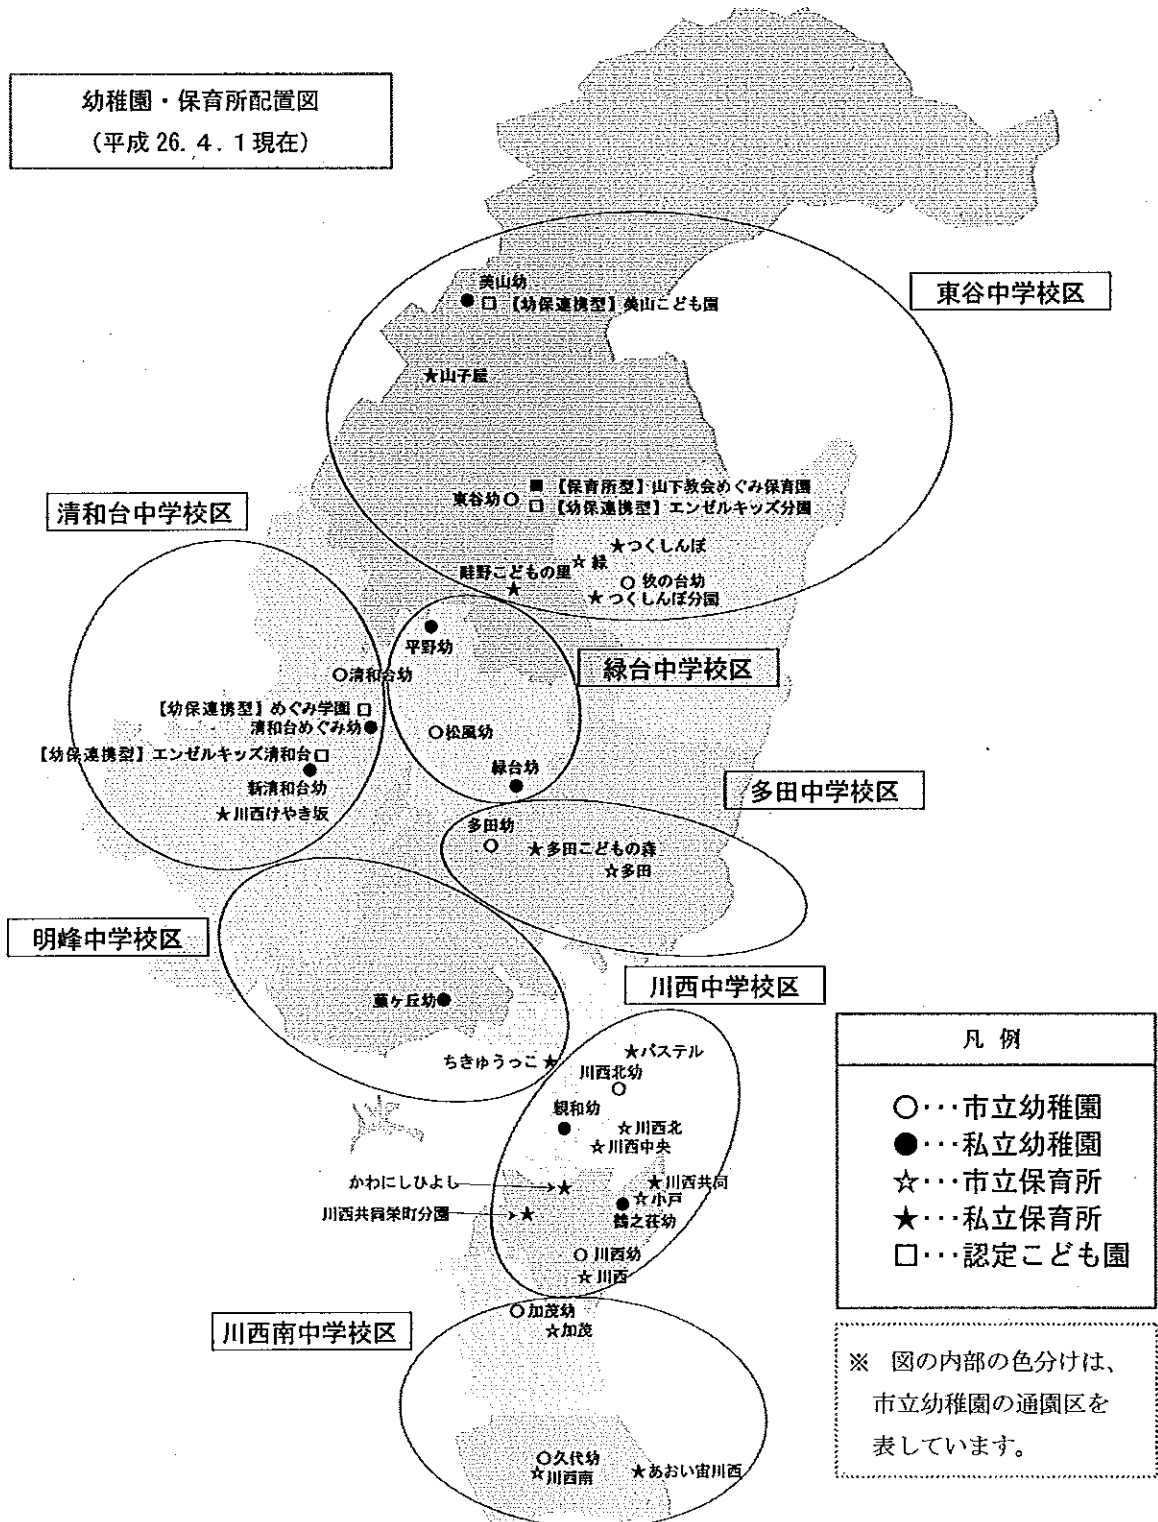 幼稚園・保育所配置図
(平成26.4.1現在)
東谷中学校区
美山幼
【幼保連携型】美山こども園
★山子屋
東谷幼○
■【保育所型】山下教会めぐみ保育園
□【幼保連携型】エンゼルキッズ分園
★つくしんぼ
☆緑
畦野こどもの里
○牧の台幼
★つくしんぼ分園
清和台中学校区
○清和台幼
【幼保連携型】めぐみ学園□
清和台めぐみ幼●
【幼保連携型】エンゼルキッズ清和台□
新清和台幼
★川西けやき坂
緑台中学校区
平野幼
○松風幼
緑台幼
多田中学校区
多田幼
★多田こどもの森
☆多田
明峰中学校区
藤ヶ丘幼●
ちきゅうっこ★
川西中学校区
★パステル
川西北幼
親和幼
☆川西北
☆川西中央
かわにしひよし
★川西共同
☆小戸
川西共同栄町分園
鶴之荘幼
○川西幼
☆川西
川西南中学校区
○加茂幼
☆加茂
○久代幼
☆川西南
★あおい宙川西
凡例
○…市立幼稚園
●…私立幼稚園
☆…市立保育所
★…私立保育所
□…認定こども園
※ 図の内部の色分けは、
市立幼稚園の通園区を
表しています。